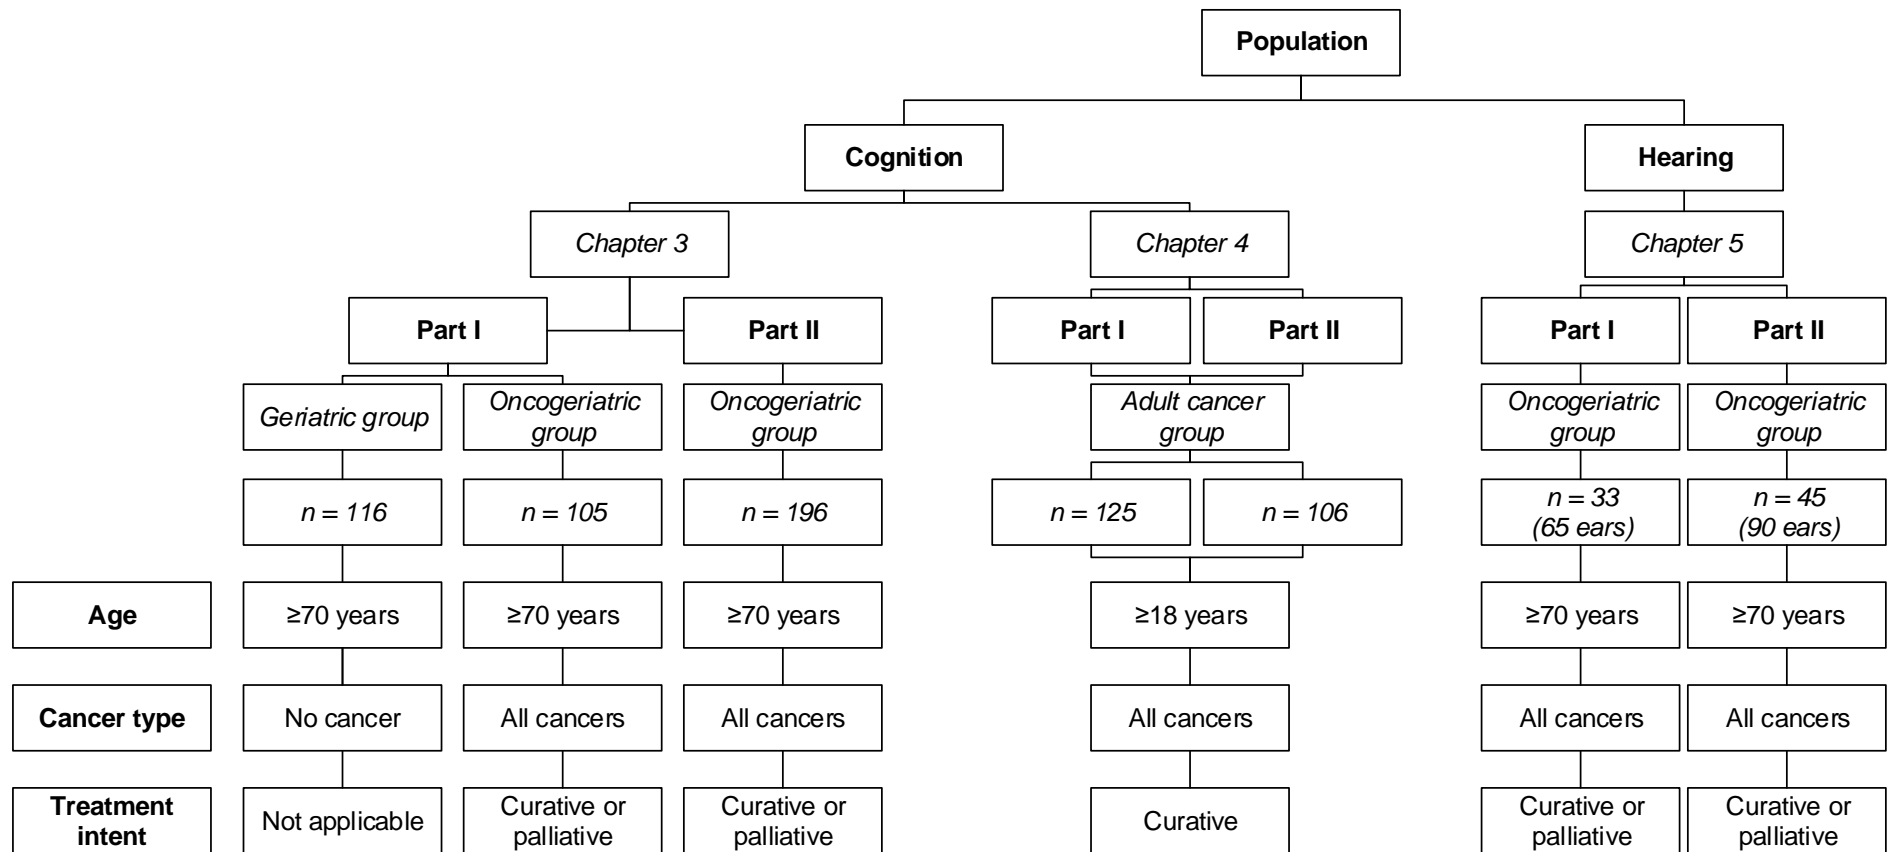 Population
Cognition
Hearing
Chapter 3
Chapter 4
Chapter 5
Part I
Part II
Part I
Part II
Part I
Part II
Geriatric group
Oncogeriatric
group
Oncogeriatric
group
Adult cancer
group
Oncogeriatric
group
Oncogeriatric
group
n = 116
n = 105
n = 196
n = 125
n = 106
n = 33
(65 ears)
n = 45
(90 ears)
Age
≥70 years
≥70 years
≥70 years
≥18 years
≥70 years
≥70 years
Cancer type
No cancer
All cancers
All cancers
All cancers
All cancers
All cancers
Treatment
intent
Not applicable
Curative or
palliative
Curative or
palliative
Curative
Curative or
palliative
Curative or
palliative